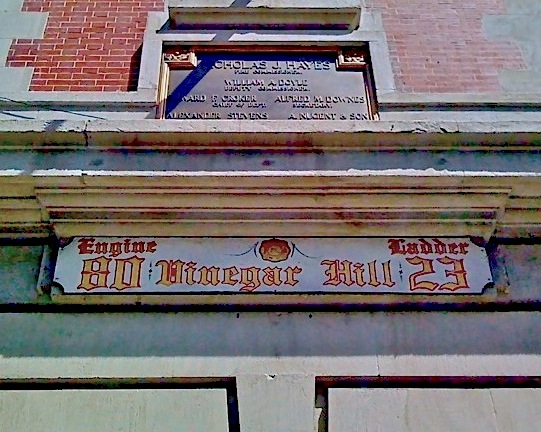 NICHOLAS J. HAYES
FIRE COMMISSIONER.
WILLIAM A. DOYLE
DEPUTY COMMISSIONER.
EDWARD F. CROKER ALFRED M. DOWNES
CHIEF OF DEPT. SECRETARY.
ALEXANDER STEVENS A. NUGENT & SON
Engine Ladder
80 Vinegar Hill 23